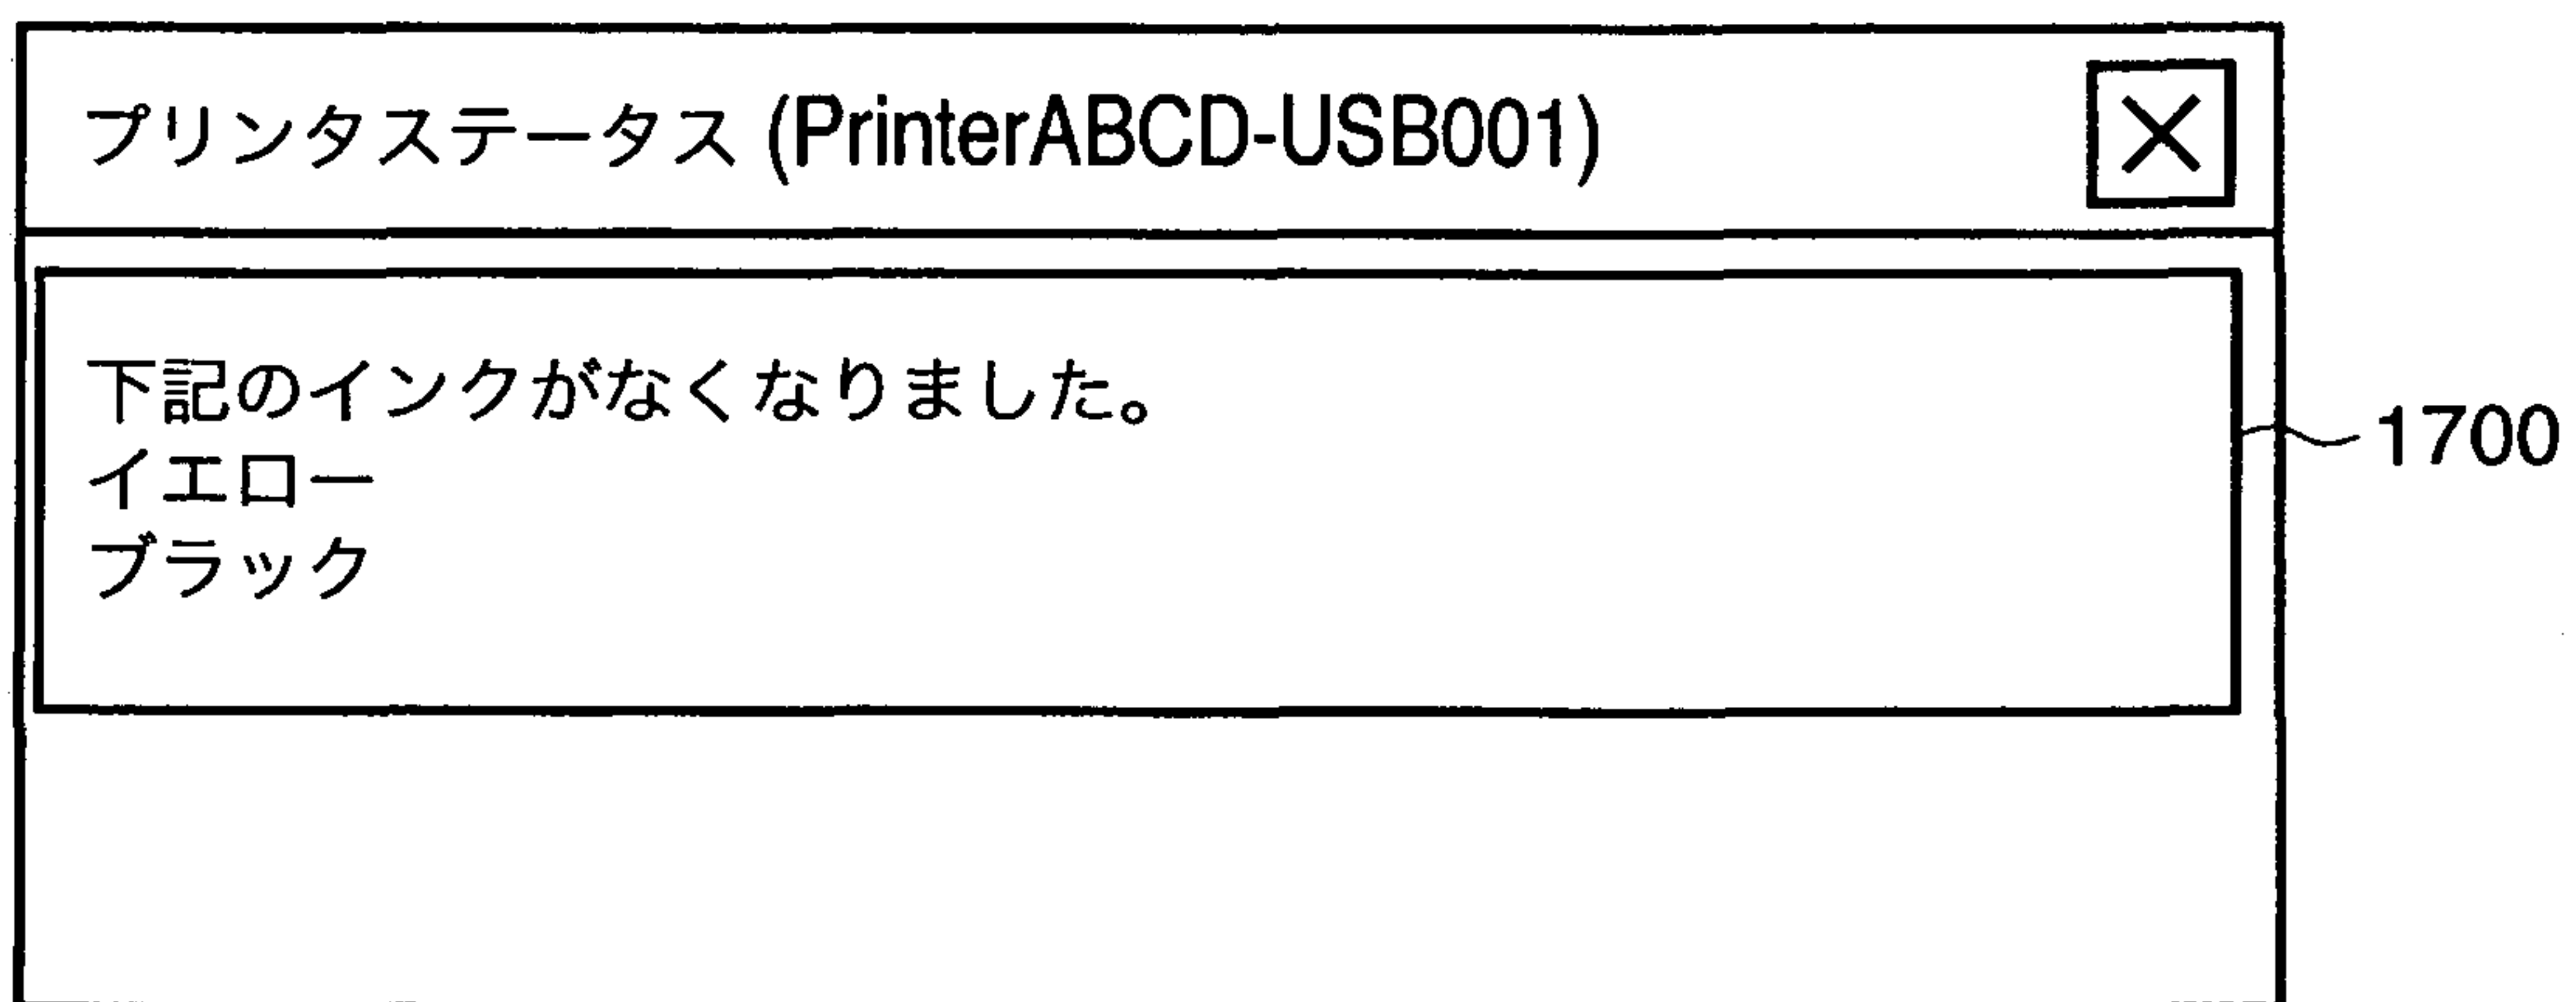 プリンタステータス (PrinterABCD-USB001)
下記のインクがなくなりました。
イエロー
ブラック
1700